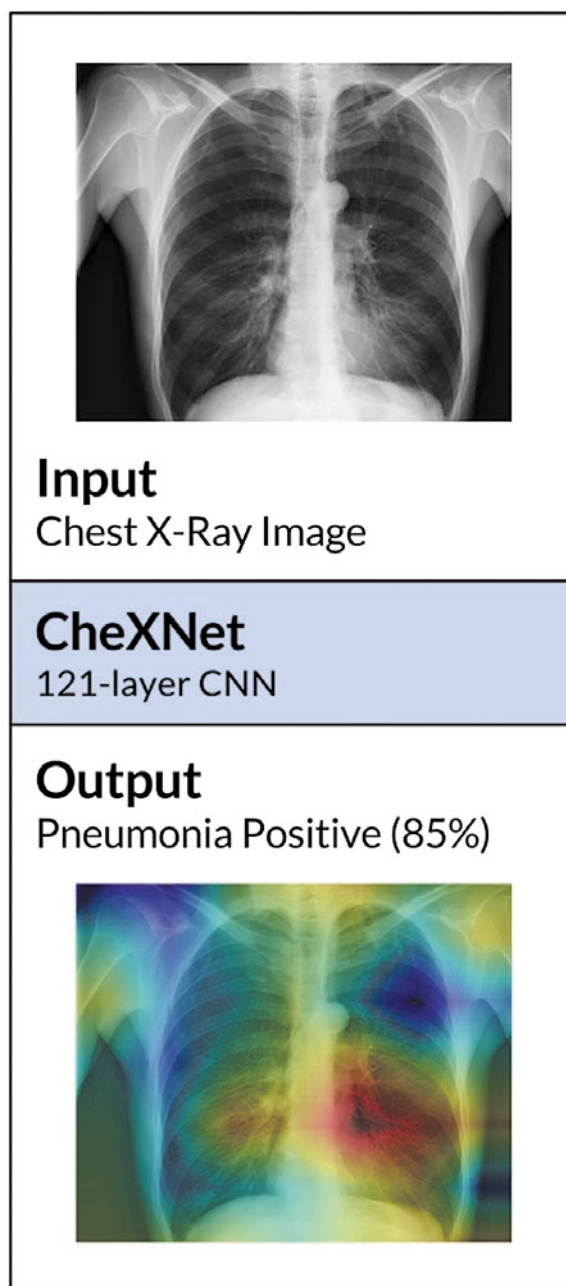 Input
Chest X-Ray Image
CheXNet
121-layer CNN
Output
Pneumonia Positive (85%)